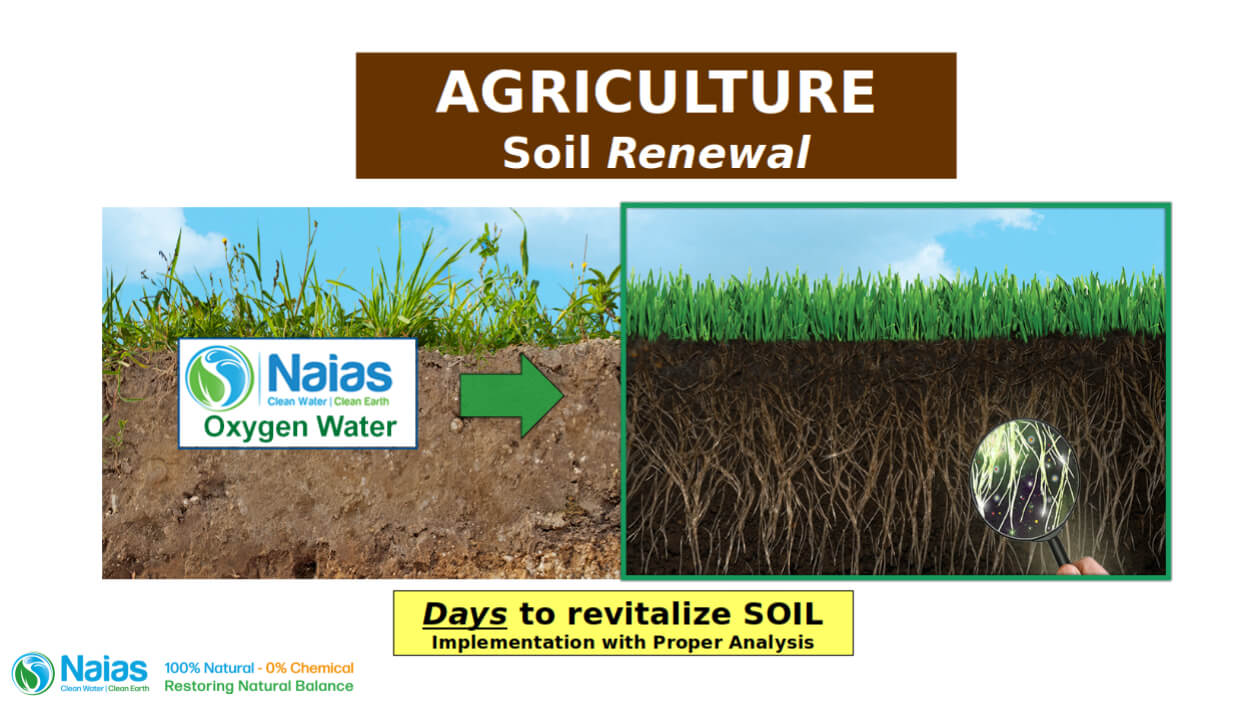 AGRICULTURE
Soil Renewal
Naias
Clean Water | Clean Earth
Oxygen Water
Days to revitalize SOIL
Implementation with Proper Analysis
Naias
Clean Water | Clean Earth
100% Natural - 0% Chemical
Restoring Natural Balance